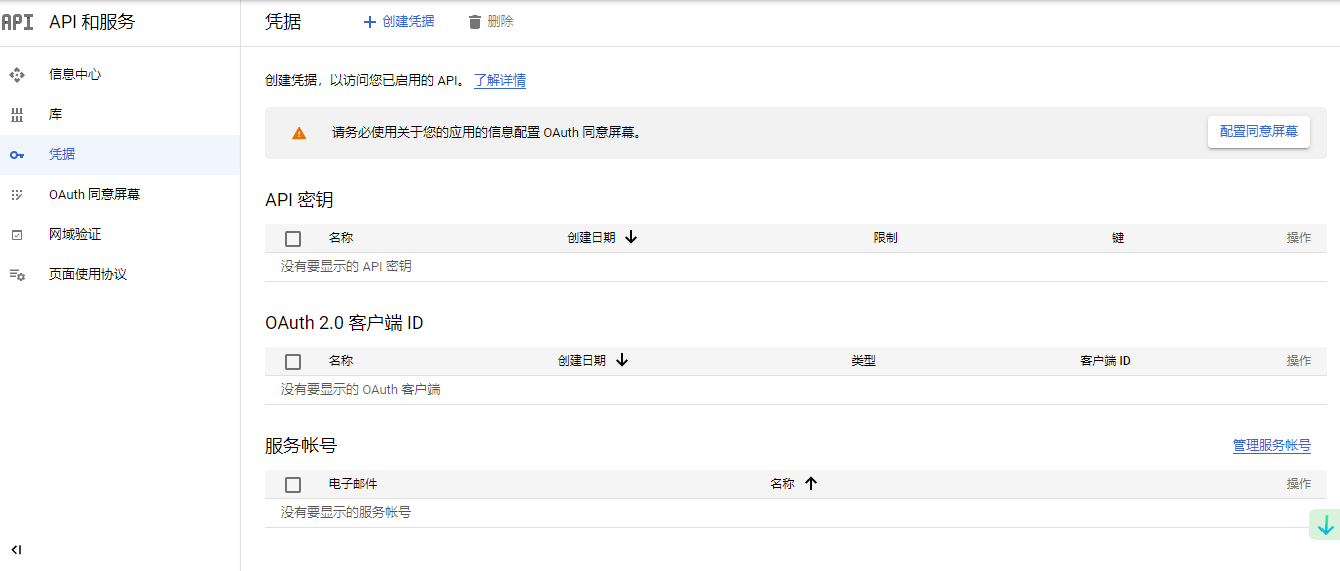 API API 和服务 凭据 创建凭据 删除
信息中心
库
凭据
OAuth 同意屏幕
网域验证
页面使用协议
创建凭据，以访问您已启用的 API。 了解详情
请务必使用关于您的应用的信息配置 OAuth 同意屏幕。 配置同意屏幕
API 密钥
名称 创建日期 限制 键 操作
没有要显示的 API 密钥
OAuth 2.0 客户端 ID
名称 创建日期 类型 客户端 ID 操作
没有要显示的 OAuth 客户端
服务帐号 管理服务帐号
电子邮件 名称 操作
没有要显示的服务帐号